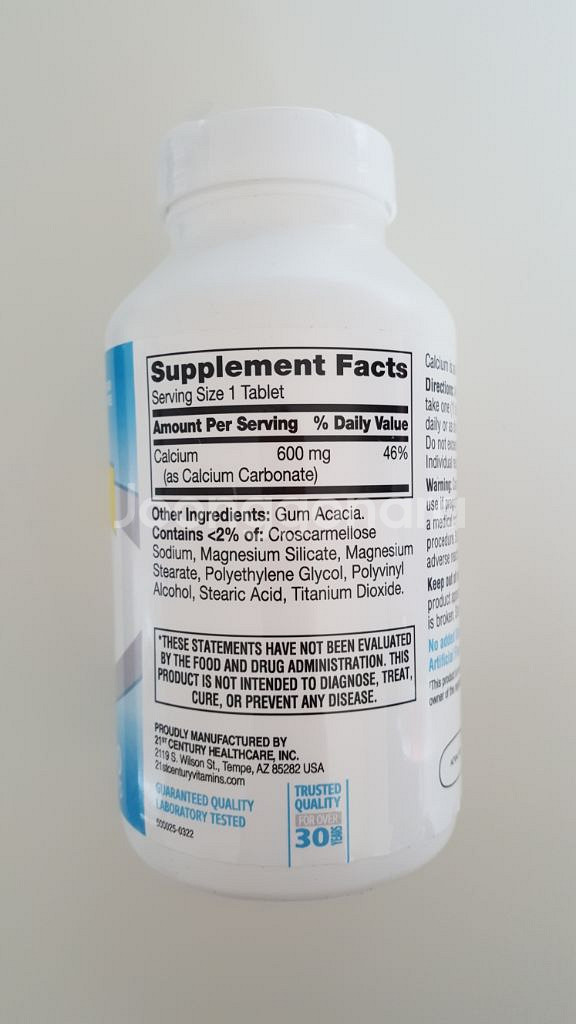 Supplement Facts
Serving Size 1 Tablet
Amount Per Serving % Daily Value
Calcium 600 mg 46%
(as Calcium Carbonate)
Other Ingredients: Gum Acacia.
Contains <2% of: Croscarmellose
Sodium, Magnesium Silicate, Magnesium
Stearate, Polyethylene Glycol, Polyvinyl
Alcohol, Stearic Acid, Titanium Dioxide.
*THESE STATEMENTS HAVE NOT BEEN EVALUATED
BY THE FOOD AND DRUG ADMINISTRATION. THIS
PRODUCT IS NOT INTENDED TO DIAGNOSE, TREAT,
CURE, OR PREVENT ANY DISEASE.
PROUDLY MANUFACTURED BY
21ST CENTURY HEALTHCARE, INC.
2119 S. Wilson St., Tempe, AZ 85282 USA
21stcenturyvitamins.com
GUARANTEED QUALITY
LABORATORY TESTED
500025-0322
TRUSTED
QUALITY
FOR OVER
30 YEARS
Calcium is
Direction
take one
daily or as
Do not
Individual
Warning:
use if
a medical
procedure.
adverse
Keep out
product
is broken.
No added
Artificial
*This product
owner of the